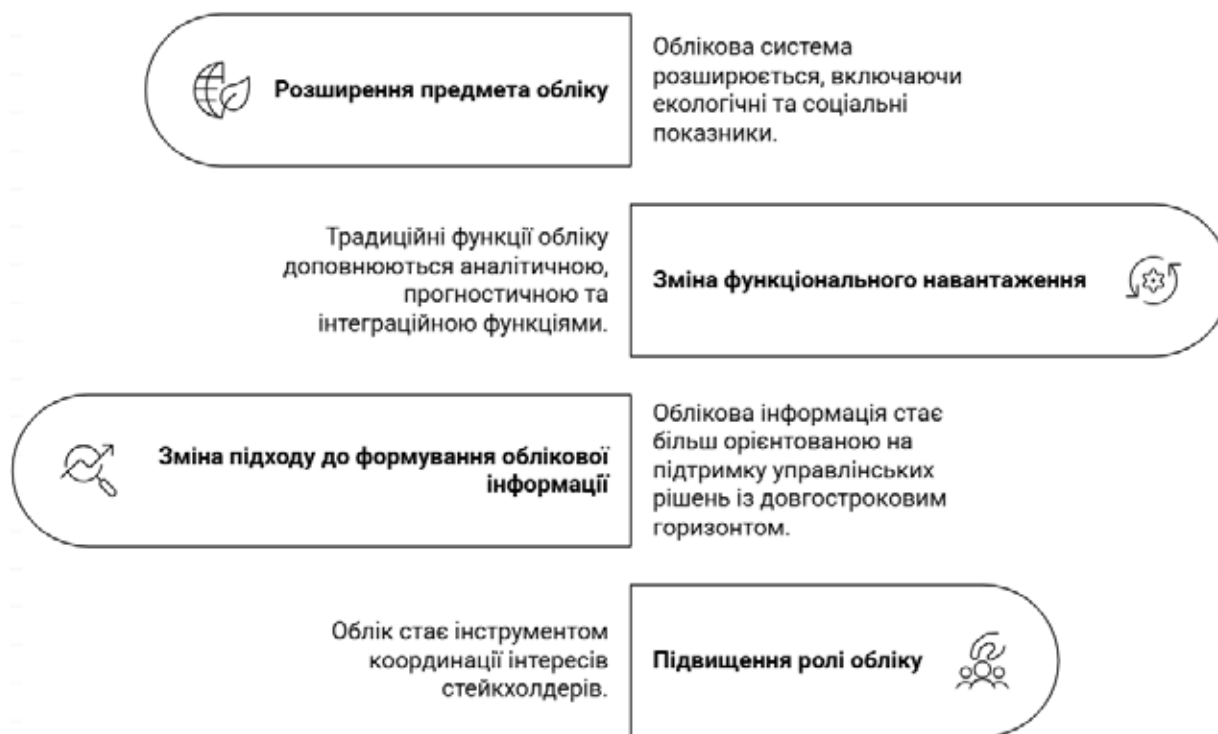 Розширення предмета обліку
Облікова система
розширюється, включаючи
екологічні та соціальні
показники.
Традиційні функції обліку
доповнюються аналітичною,
прогностичною та
інтеграційною функціями.
Зміна функціонального навантаження
Зміна підходу до формування облікової
інформації
Облікова інформація стає
більш орієнтованою на
підтримку управлінських
рішень із довгостроковим
горизонтом.
Облік стає інструментом
координації інтересів
стейкхолдерів.
Підвищення ролі обліку